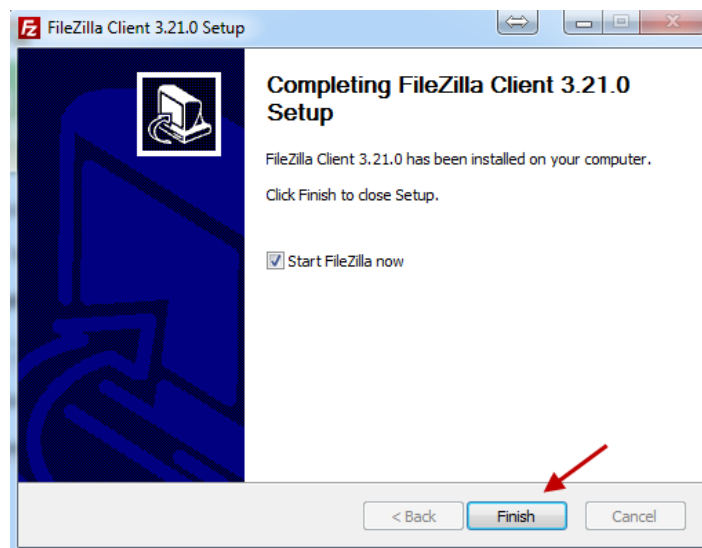 Fz FileZilla Client 3.21.0 Setup
Completing FileZilla Client 3.21.0
Setup
FileZilla Client 3.21.0 has been installed on your computer.
Click Finish to close Setup.
Start FileZilla now
< Back Finish Cancel